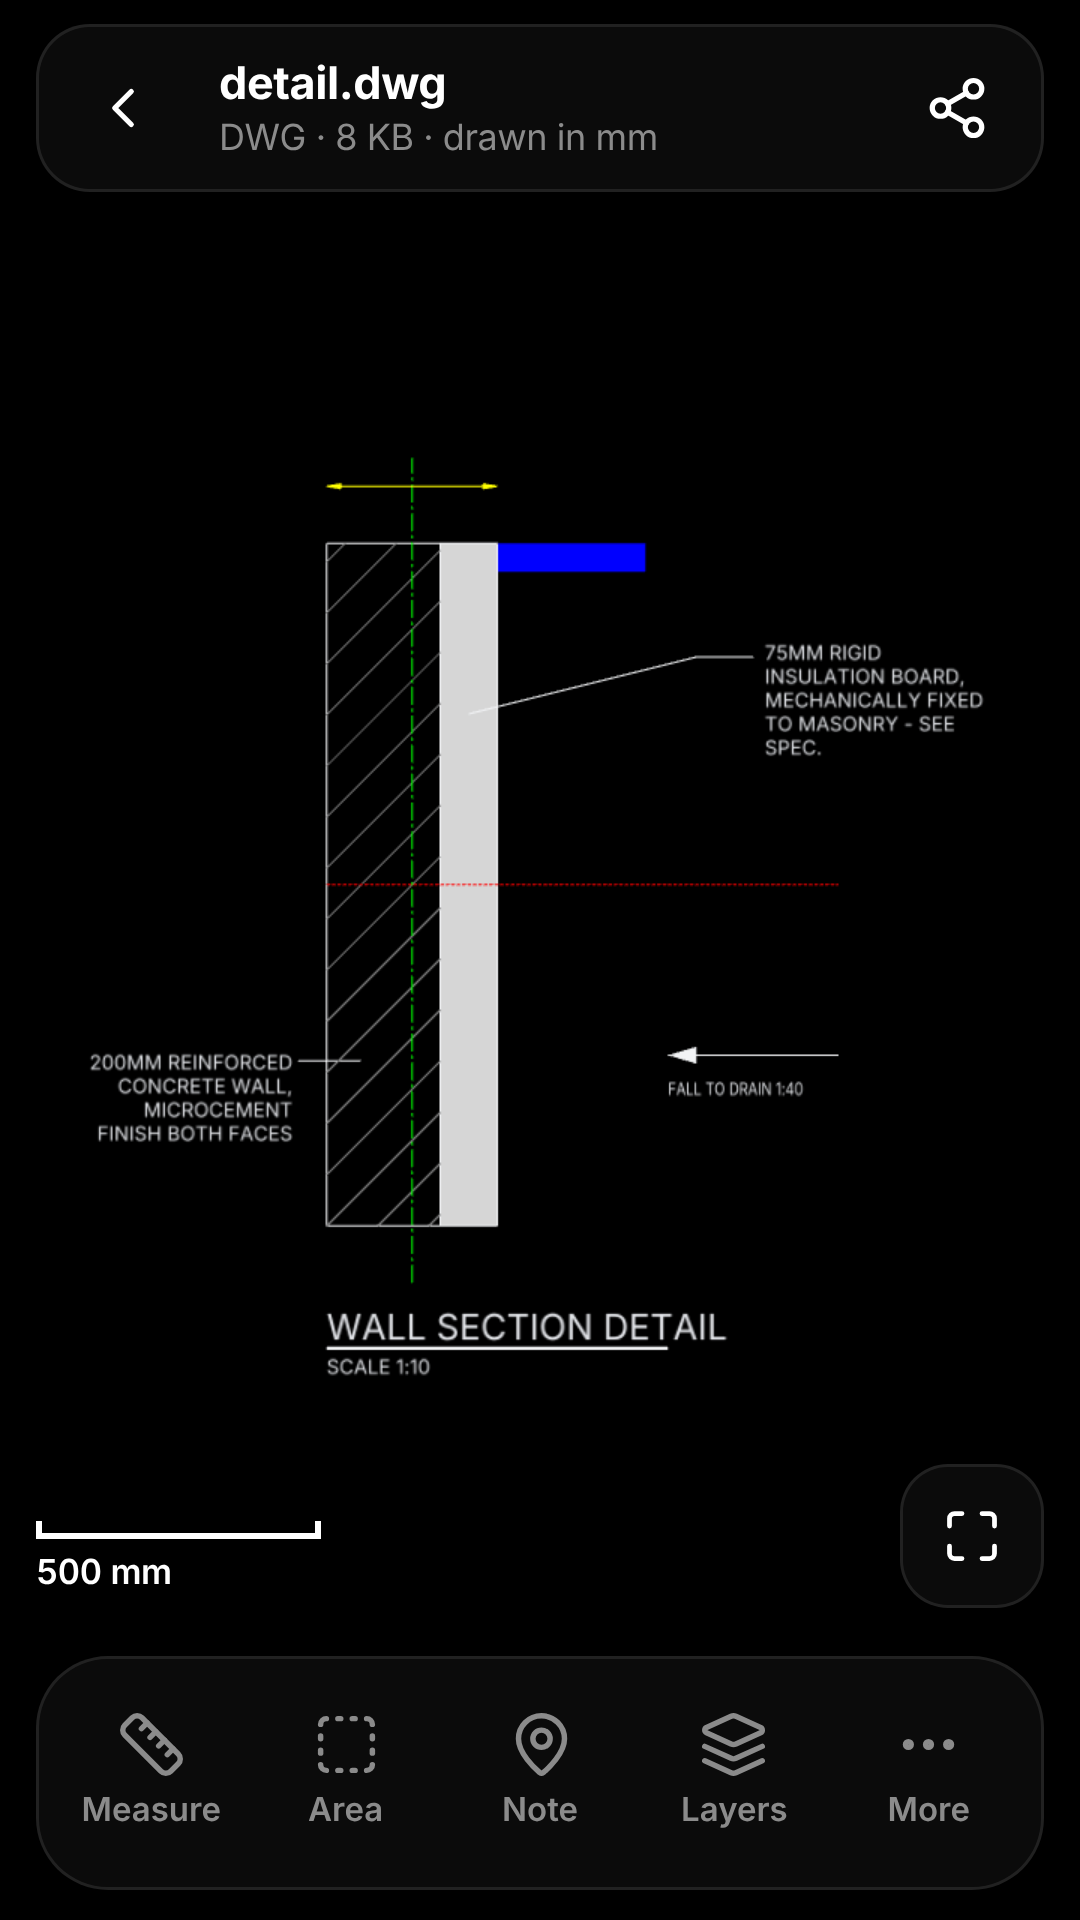 detail.dwg
DWG · 8 KB · drawn in mm
75MM RIGID
INSULATION BOARD,
MECHANICALLY FIXED
TO MASONRY - SEE
SPEC.
200MM REINFORCED
CONCRETE WALL,
MICROCEMENT
FINISH BOTH FACES
FALL TO DRAIN 1:40
WALL SECTION DETAIL
SCALE 1:10
500 mm
Measure
Area
Note
Layers
More